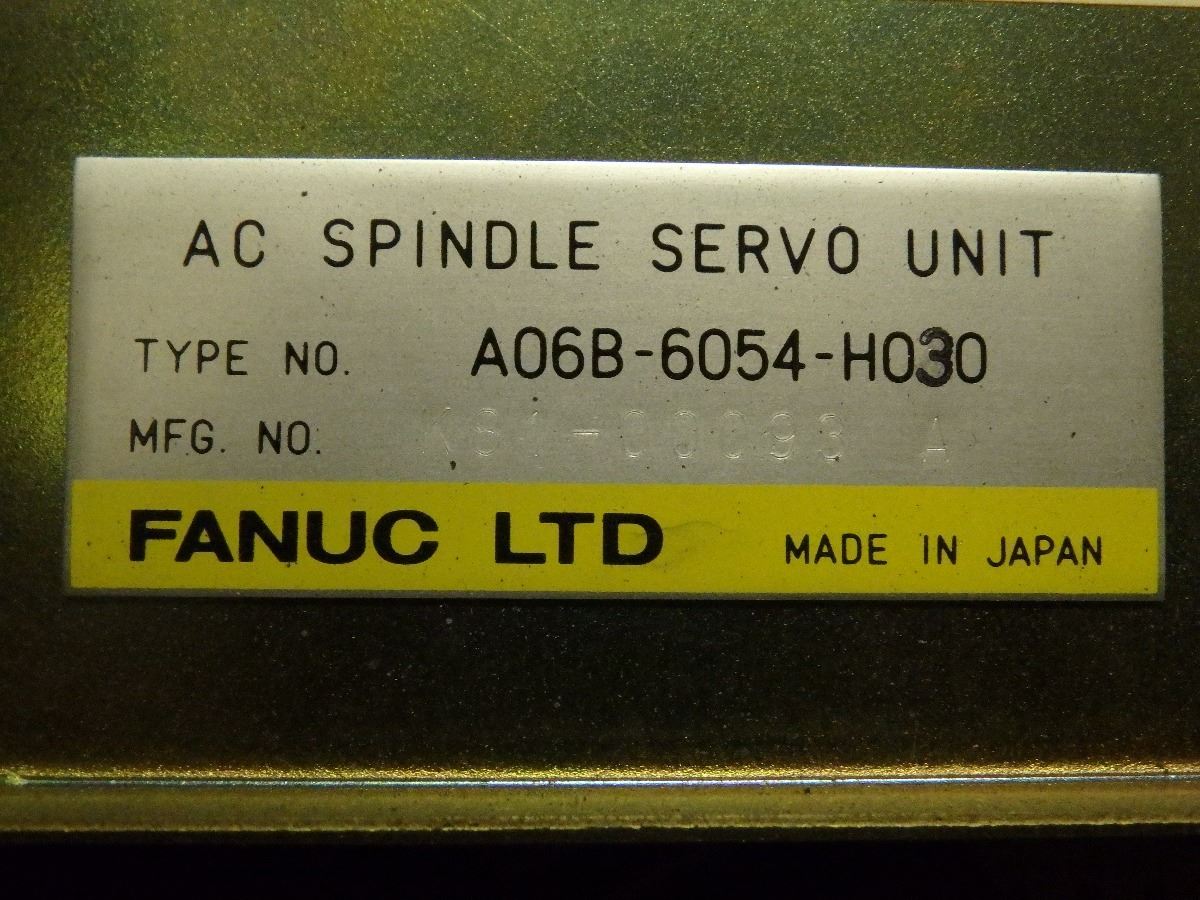 AC SPINDLE SERVO UNIT
TYPE NO. A06B-6054-H030
MFG. NO.
FANUC LTD MADE IN JAPAN